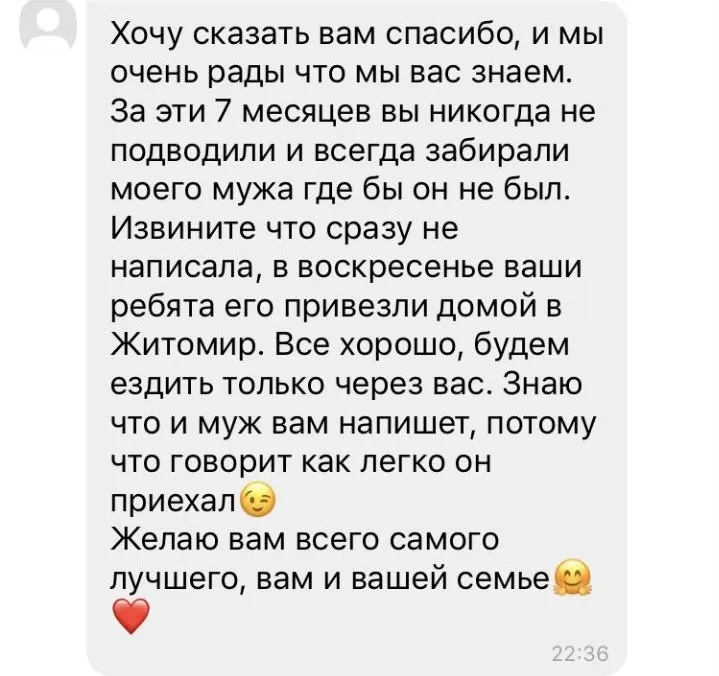 Хочу сказать вам спасибо, и мы
очень рады что мы вас знаем.
За эти 7 месяцев вы никогда не
подводили и всегда забирали
моего мужа где бы он не был.
Извините что сразу не
написала, в воскресенье ваши
ребята его привезли домой в
Житомир. Все хорошо, будем
ездить только через вас. Знаю
что и муж вам напишет, потому
что говорит как легко он
приехал😉
Желаю вам всего самого
лучшего, вам и вашей семье🤗
❤️
22:36